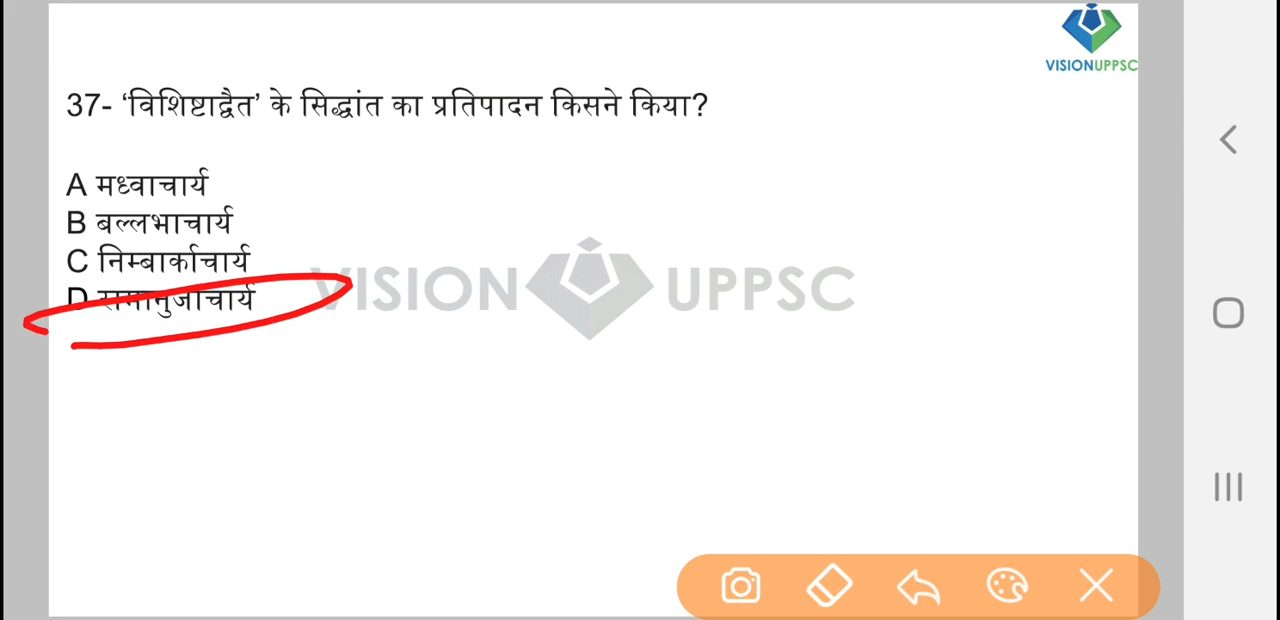 VISIONUPPSC
37- ‘विशिष्टाद्वैत’ के सिद्धांत का प्रतिपादन किसने किया?
A मध्वाचार्य
B बल्लभाचार्य
C निम्बार्काचार्य
D रामानुजाचार्य
VISION UPPSC